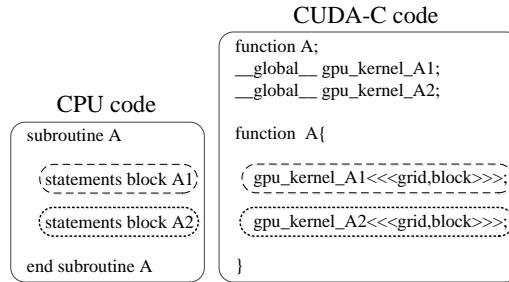 CUDA-C code
function A;
__global__ gpu_kernel_A1;
__global__ gpu_kernel_A2;
function A{
gpu_kernel_A1<<<grid,block>>>;
gpu_kernel_A2<<<grid,block>>>;
}
CPU code
subroutine A
statements block A1
statements block A2
end subroutine A